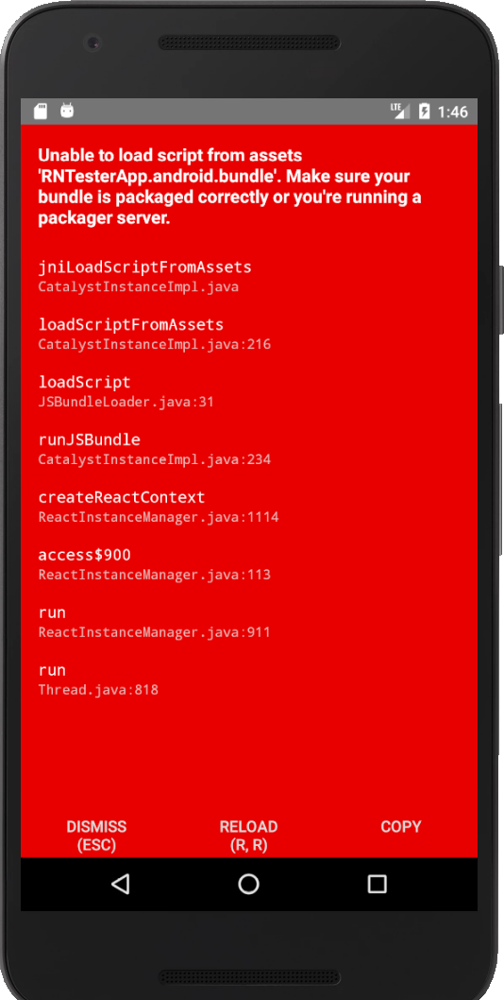 LTE 1:46
Unable to load script from assets
'RNTesterApp.android.bundle'. Make sure your
bundle is packaged correctly or you're running a
packager server.
jniLoadScriptFromAssets
CatalystInstanceImpl.java
loadScriptFromAssets
CatalystInstanceImpl.java:216
loadScript
JSBundleLoader.java:31
runJSBundle
CatalystInstanceImpl.java:234
createReactContext
ReactInstanceManager.java:1114
access$900
ReactInstanceManager.java:113
run
ReactInstanceManager.java:911
run
Thread.java:818
DISMISS
(ESC)
RELOAD
(R, R)
COPY